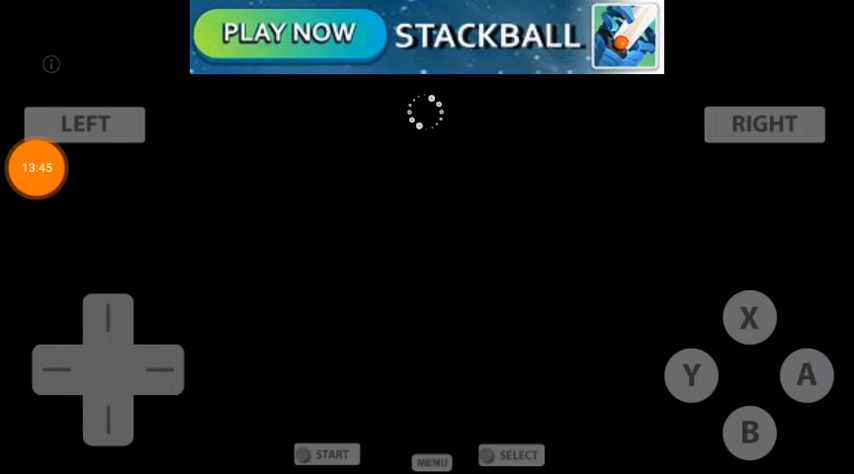 PLAY NOW STACKBALL
LEFT
RIGHT
13:45
X
Y
A
B
START
MENU
SELECT